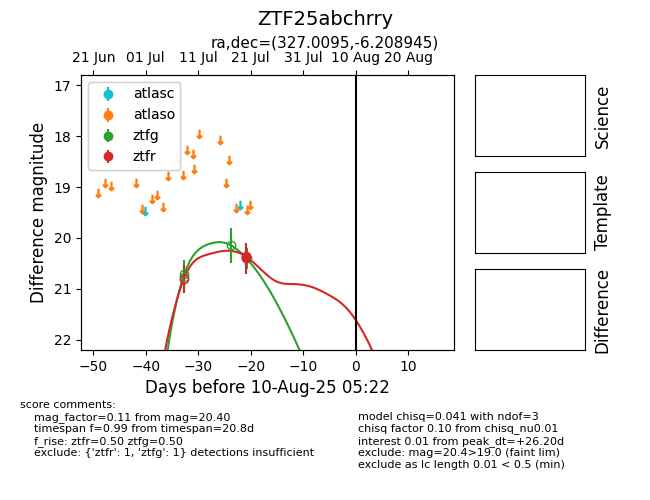 ZTF25abchrry
ra,dec=(327.0095,-6.208945)
21 Jun 01 Jul 11 Jul 21 Jul 31 Jul 10 Aug 20 Aug
17
18
19
20
21
22
Difference magnitude
atlasc
atlaso
ztfg
ztfr
−50 −40 −30 −20 −10 0 10
Days before 10-Aug-25 05:22
Science
Template
Difference
score comments:
mag_factor=0.11 from mag=20.40
timespan f=0.99 from timespan=20.8d
f_rise: ztfr=0.50 ztfg=0.50
exclude: {'ztfr': 1, 'ztfg': 1} detections insufficient
model chisq=0.041 with ndof=3
chisq factor 0.10 from chisq_nu0.01
interest 0.01 from peak_dt=+26.20d
exclude: mag=20.4>19.0 (faint lim)
exclude as lc length 0.01 < 0.5 (min)